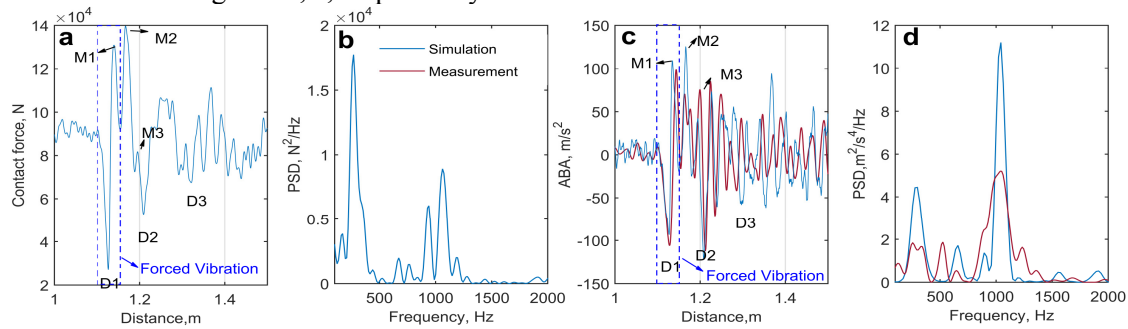 ×10⁴
14
12
10
8
6
4
2
Contact force, N
a
M1
M2
M3
D1
D2
D3
Forced Vibration
1
1.2
1.4
Distance,m
2×10⁴
1.5×10⁴
1×10⁴
0.5×10⁴
0×10⁴
PSD, N²/Hz
b
Simulation
Measurement
500
1000
1500
2000
Frequency, Hz
150
100
50
0
-50
-100
-150
ABA, m/s²
c
M1
M2
M3
D1
D2
D3
Forced Vibration
1
1.2
1.4
Distance,m
12
10
8
6
4
2
0
PSD,m²/s⁴/Hz
d
500
1000
1500
2000
Frequency, Hz